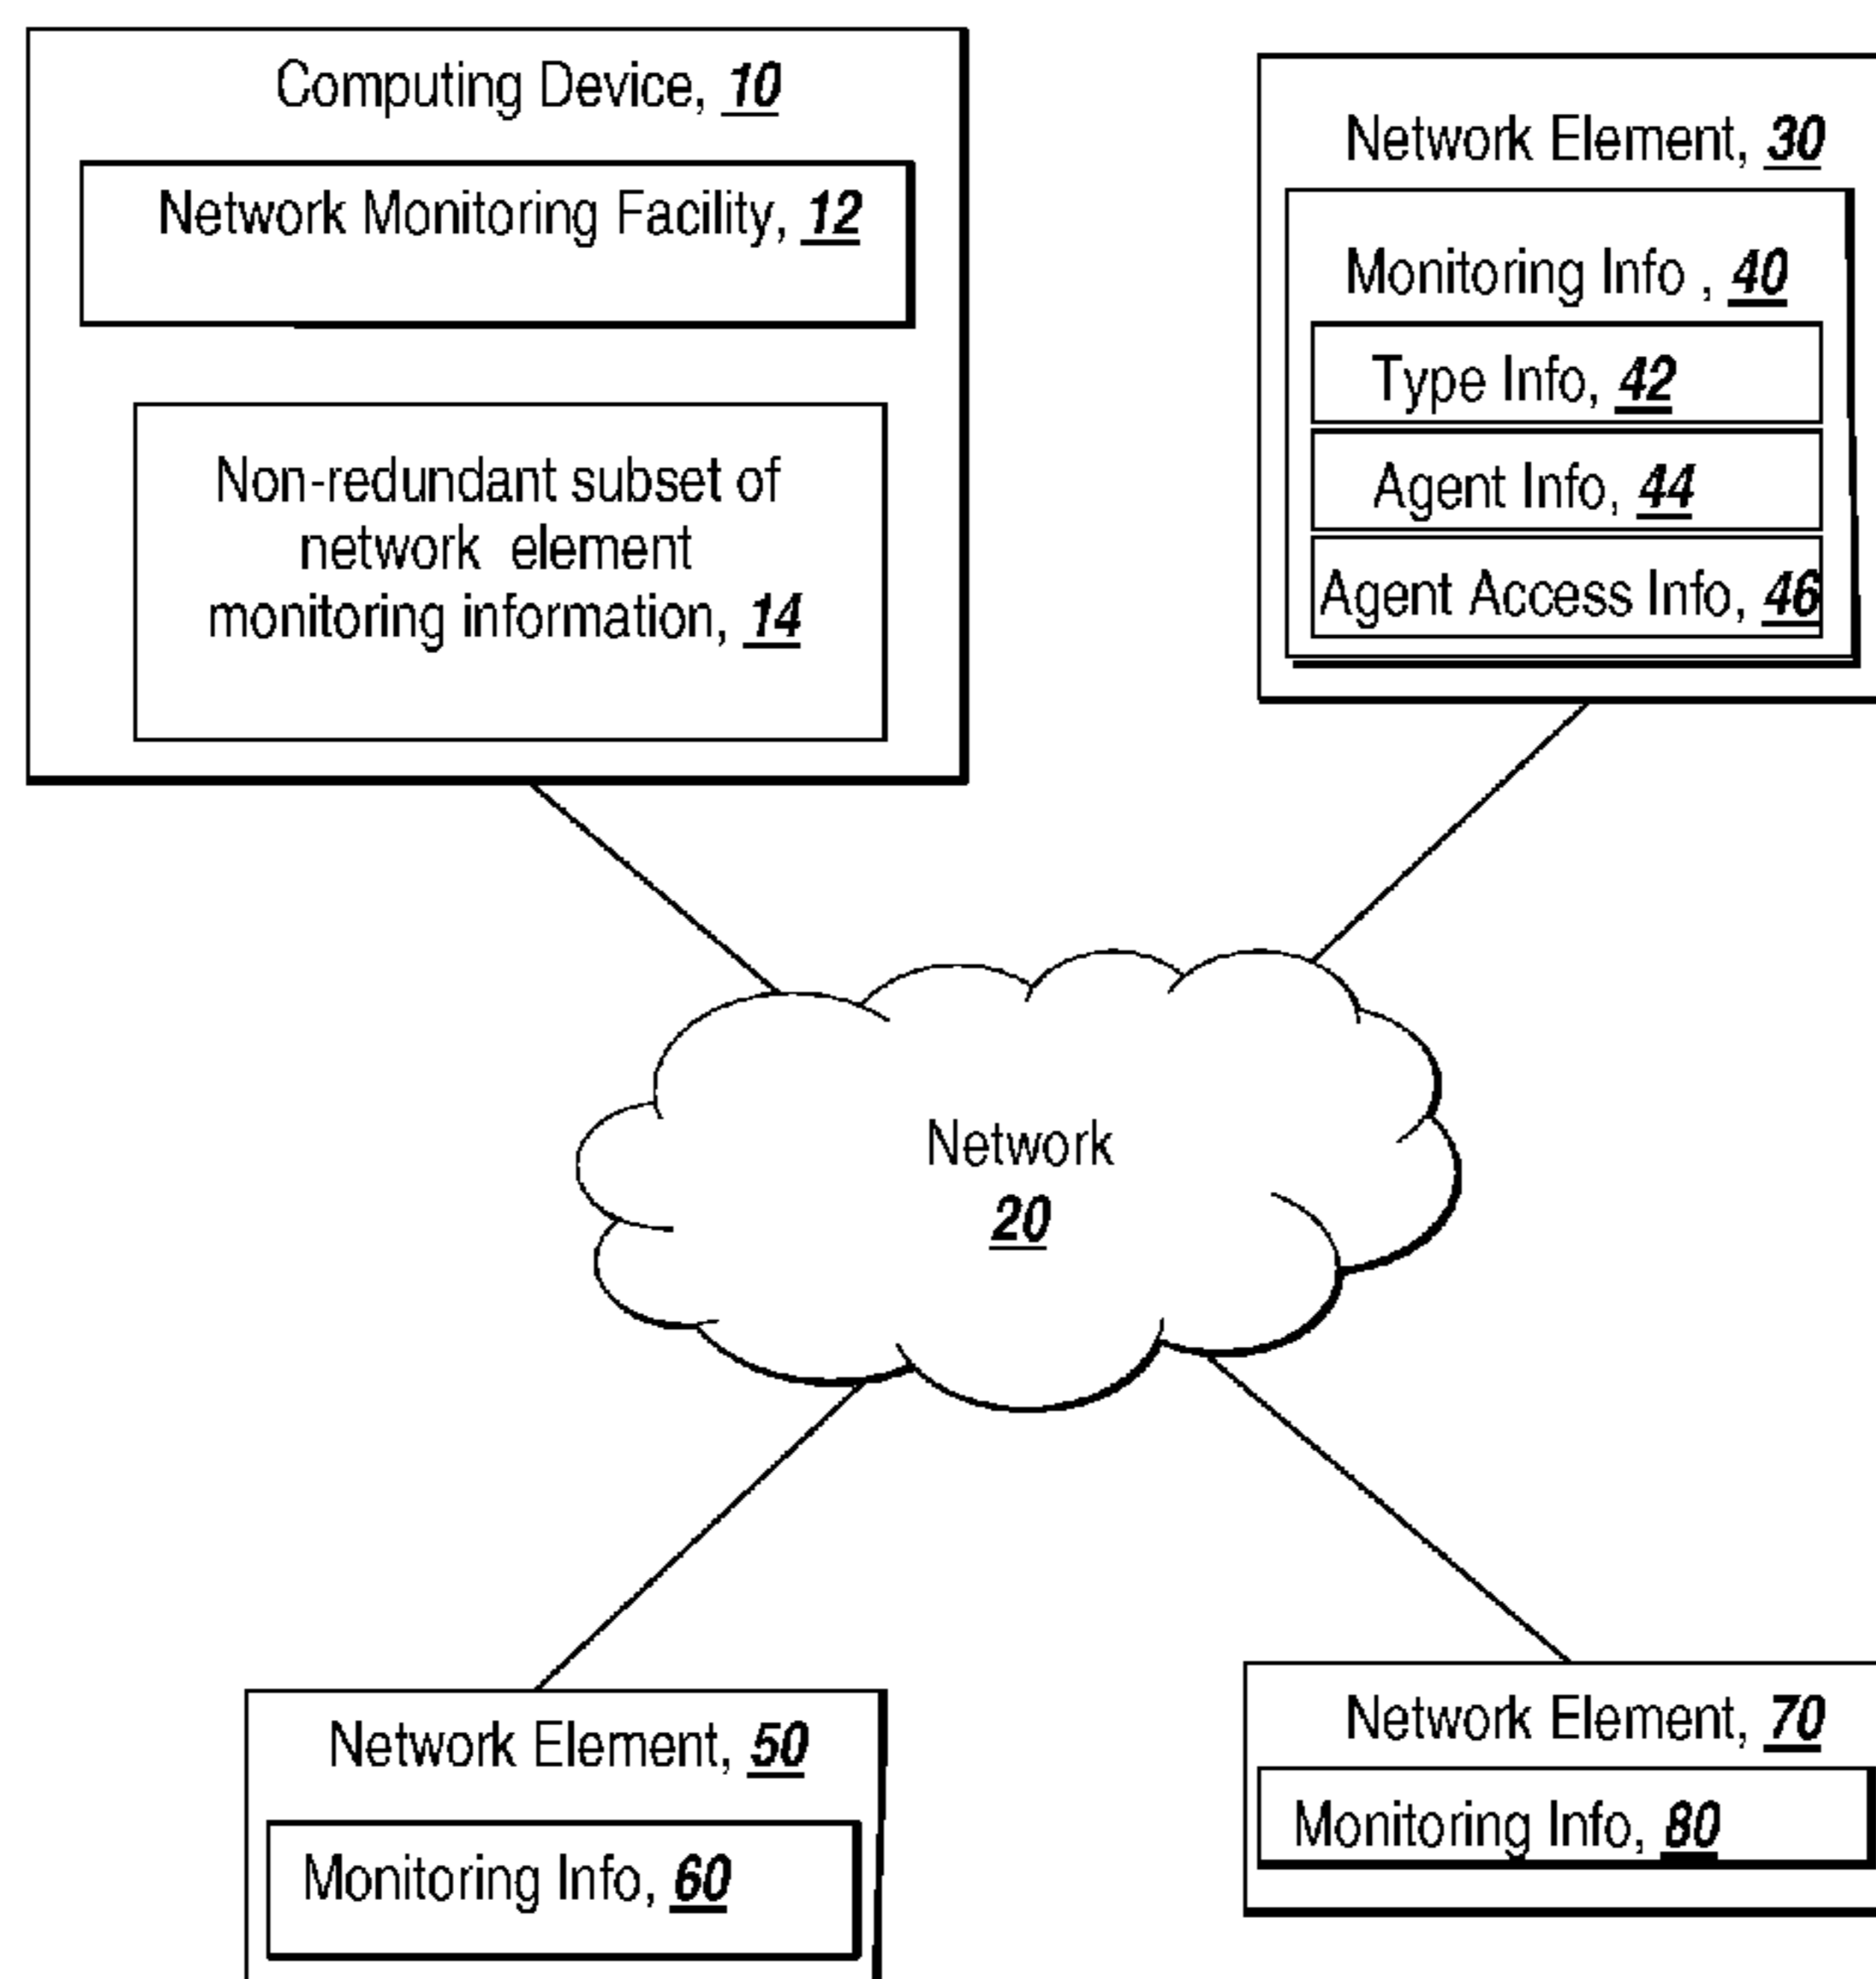 Computing Device, 10
Network Monitoring Facility, 12
Non-redundant subset of
network element
monitoring information, 14
Network Element, 30
Monitoring Info , 40
Type Info, 42
Agent Info, 44
Agent Access Info, 46
Network
20
Network Element, 50
Monitoring Info, 60
Network Element, 70
Monitoring Info, 80